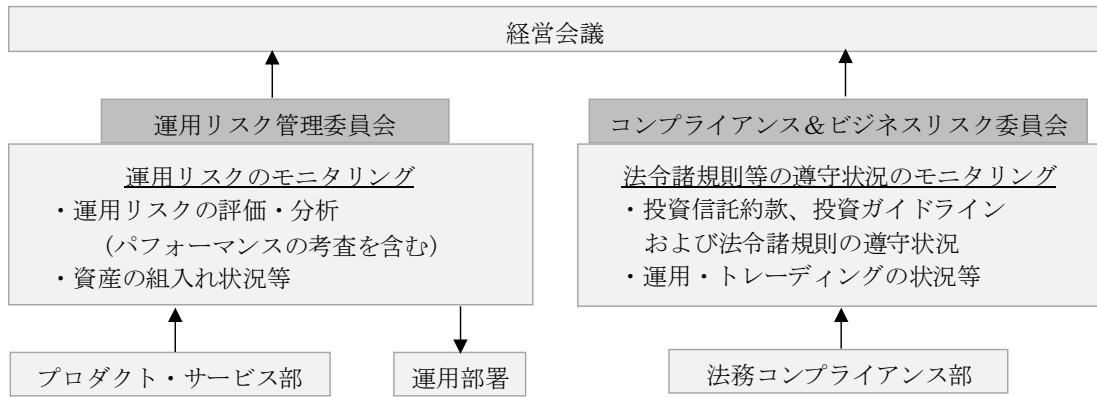 経営会議
運用リスク管理委員会
運用リスクのモニタリング
・運用リスクの評価・分析
（パフォーマンスの考査を含む）
・資産の組入れ状況等
プロダクト・サービス部
運用部署
コンプライアンス＆ビジネスリスク委員会
法令諸規則等の遵守状況のモニタリング
・投資信託約款、投資ガイドライン
および法令諸規則の遵守状況
・運用・トレーディングの状況等
法務コンプライアンス部